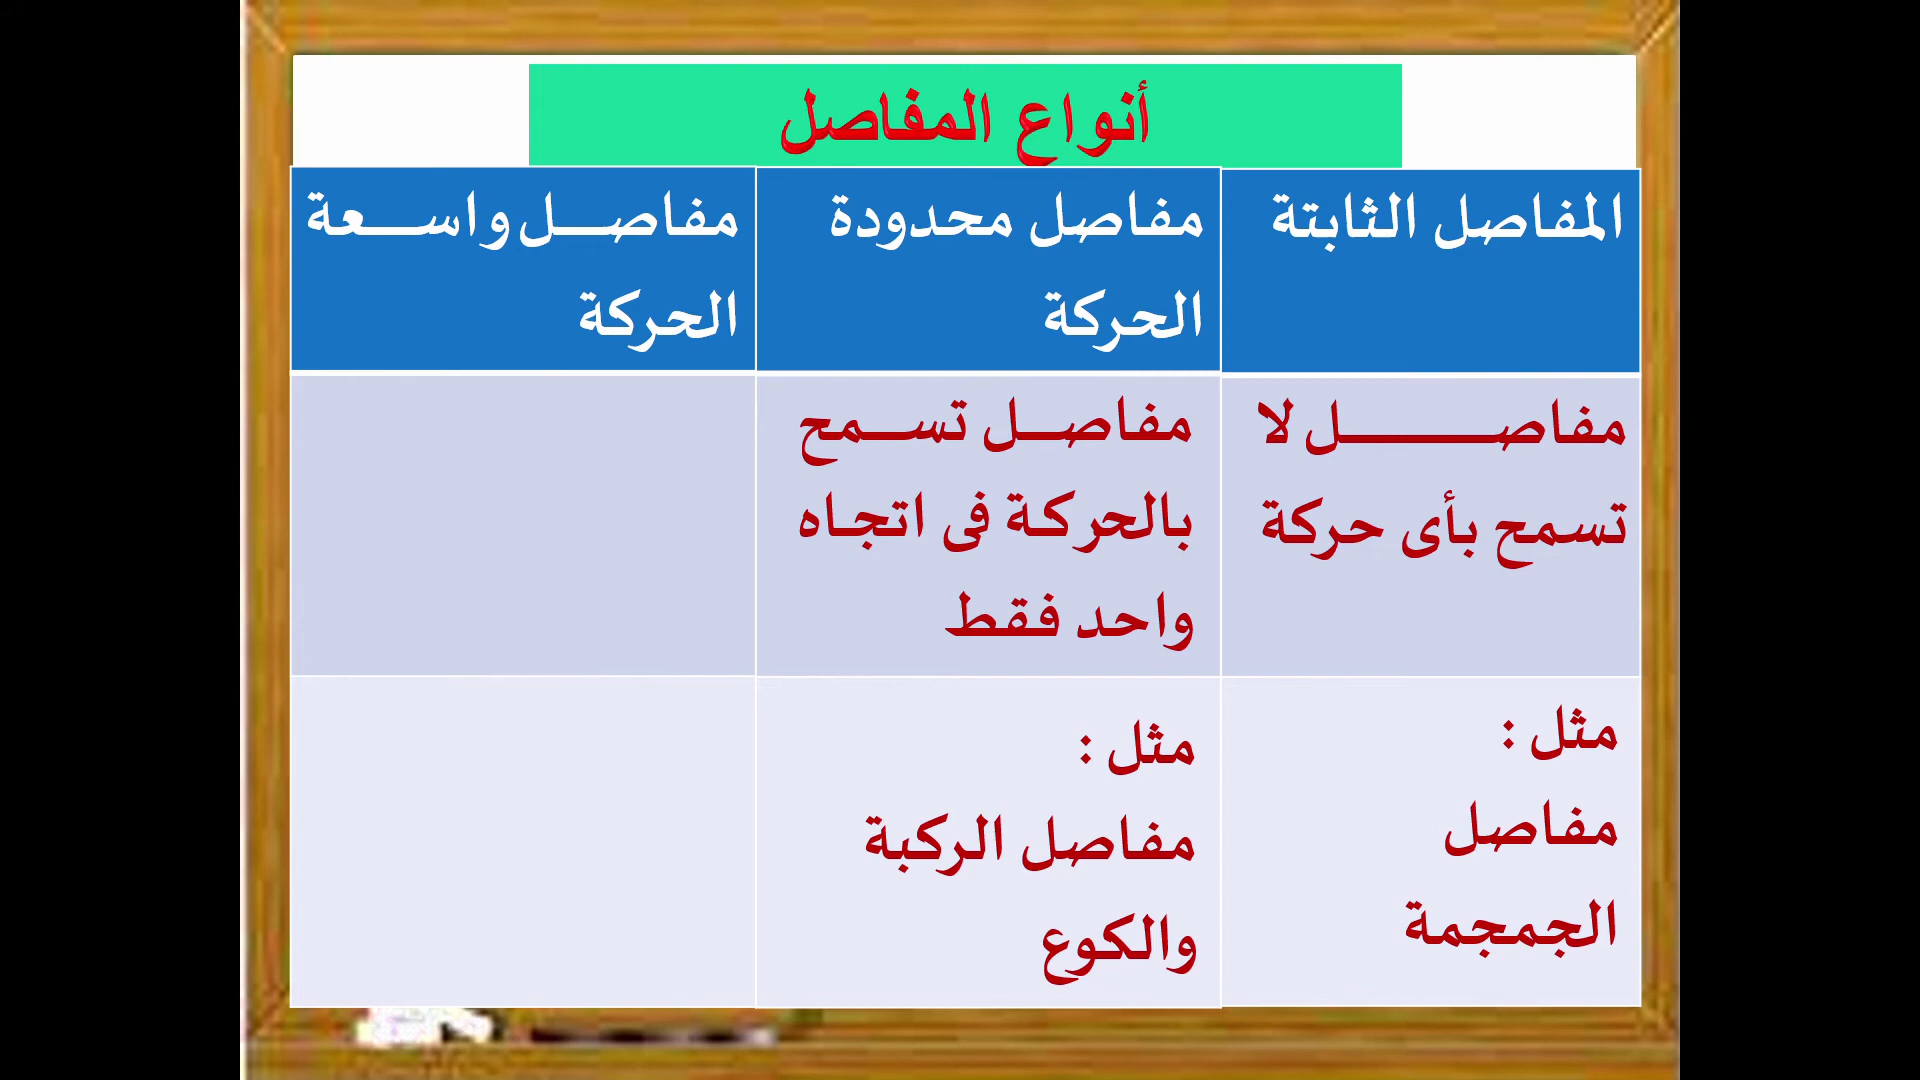 أنواع المفاصل
المفاصل الثابتة
مفاصل محدودة
الحركة
مفاصل واسعة
الحركة
مفاصل لا
تسمح بأى حركة
مفاصل تسمح
بالحركة فى اتجاه
واحد فقط
مثل :
مفاصل
الجمجمة
مثل :
مفاصل الركبة
والكوع